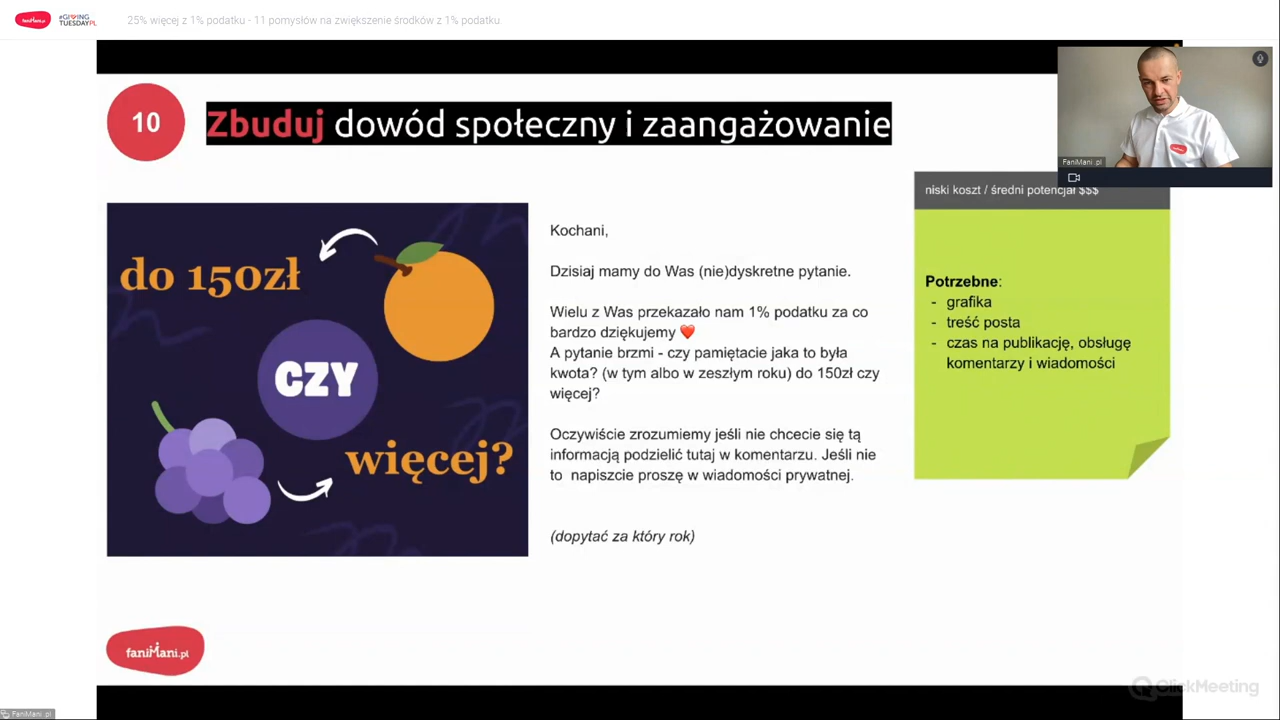 faniMani.pl
#GIVING
TUESDAYPL
25% więcej z 1% podatku - 11 pomysłów na zwiększenie środków z 1% podatku.
10
Zbuduj dowód społeczny i zaangażowanie
FaniMani .pl
niski koszt / średni potencjał $$$
do 150zł
CZY
więcej?
Kochani,
Dzisiaj mamy do Was (nie)dyskretne pytanie.
Wielu z Was przekazało nam 1% podatku za co
bardzo dziękujemy ❤️
A pytanie brzmi - czy pamiętacie jaka to była
kwota? (w tym albo w zeszłym roku) do 150zł czy
więcej?
Oczywiście zrozumiemy jeśli nie chcecie się tą
informacją podzielić tutaj w komentarzu. Jeśli nie
to napiszcie proszę w wiadomości prywatnej.
(dopytać za który rok)
Potrzebne:
- grafika
- treść posta
- czas na publikację, obsługę
komentarzy i wiadomości
faniMani.pl
ClickMeeting
FaniMani .pl